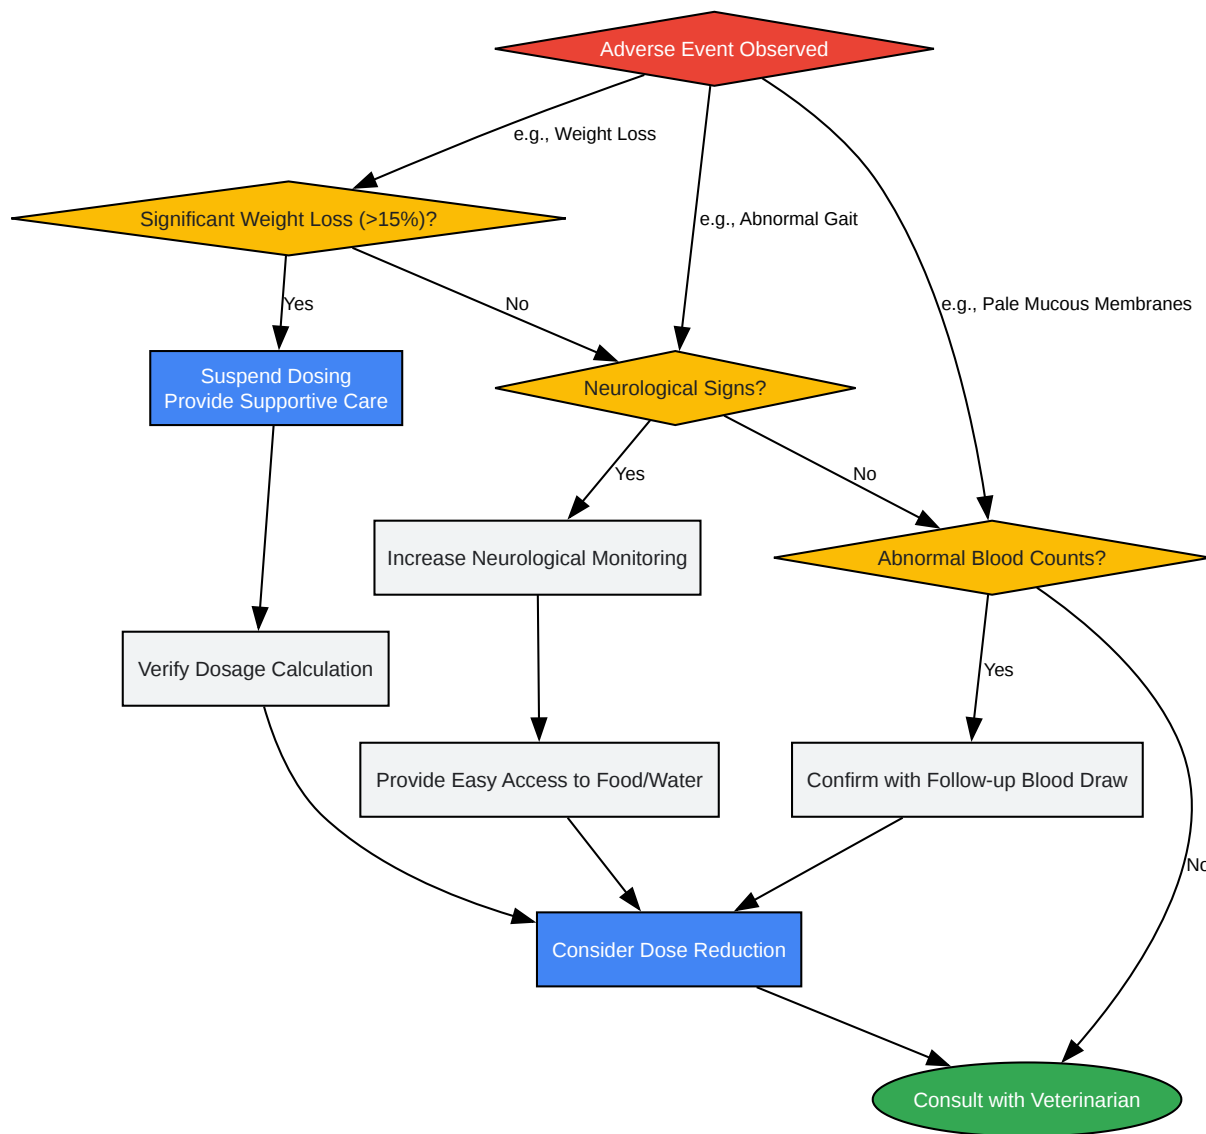 Adverse Event Observed
e.g., Weight Loss
Significant Weight Loss (>15%)?
e.g., Abnormal Gait
Yes
No
e.g., Pale Mucous Membranes
Suspend Dosing
Provide Supportive Care
Neurological Signs?
Yes
No
Increase Neurological Monitoring
Abnormal Blood Counts?
Verify Dosage Calculation
Yes
Provide Easy Access to Food/Water
Confirm with Follow-up Blood Draw
No
Consider Dose Reduction
Consult with Veterinarian